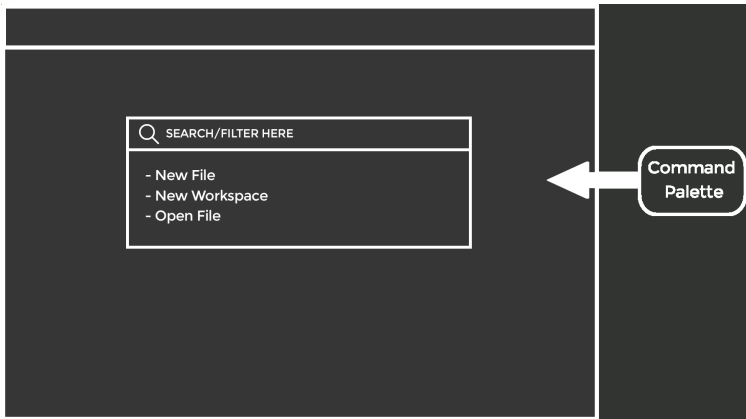 SEARCH/FILTER HERE
- New File
- New Workspace
- Open File
Command
Palette